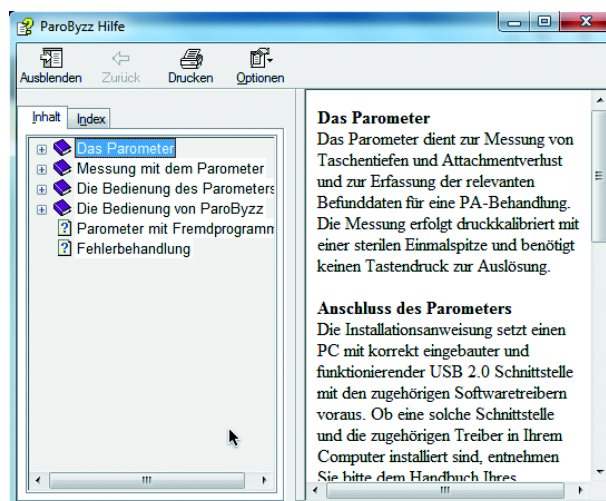 ParoByzz Hilfe
Ausblenden Zurück Drucken Optionen
Inhalt Index
Das Parometer
Messung mit dem Parometer
Die Bedienung des Parometers
Die Bedienung von ParoByzz
Parometer mit Fremdprogramm
Fehlerbehandlung
Das Parometer
Das Parometer dient zur Messung von
Taschentiefen und Attachmentverlust
und zur Erfassung der relevanten
Befunddaten für eine PA-Behandlung.
Die Messung erfolgt druckkalibriert mit
einer sterilen Einmalspitze und benötigt
keinen Tastendruck zur Auslösung.
Anschluss des Parometers
Die Installationsanweisung setzt einen
PC mit korrekt eingebauter und
funktionierender USB 2.0 Schnittstelle
mit den zugehörigen Softwaretreibern
voraus. Ob eine solche Schnittstelle
und die zugehörigen Treiber in Ihrem
Computer installiert sind, entnehmen
Sie bitte dem Handbuch Ihres